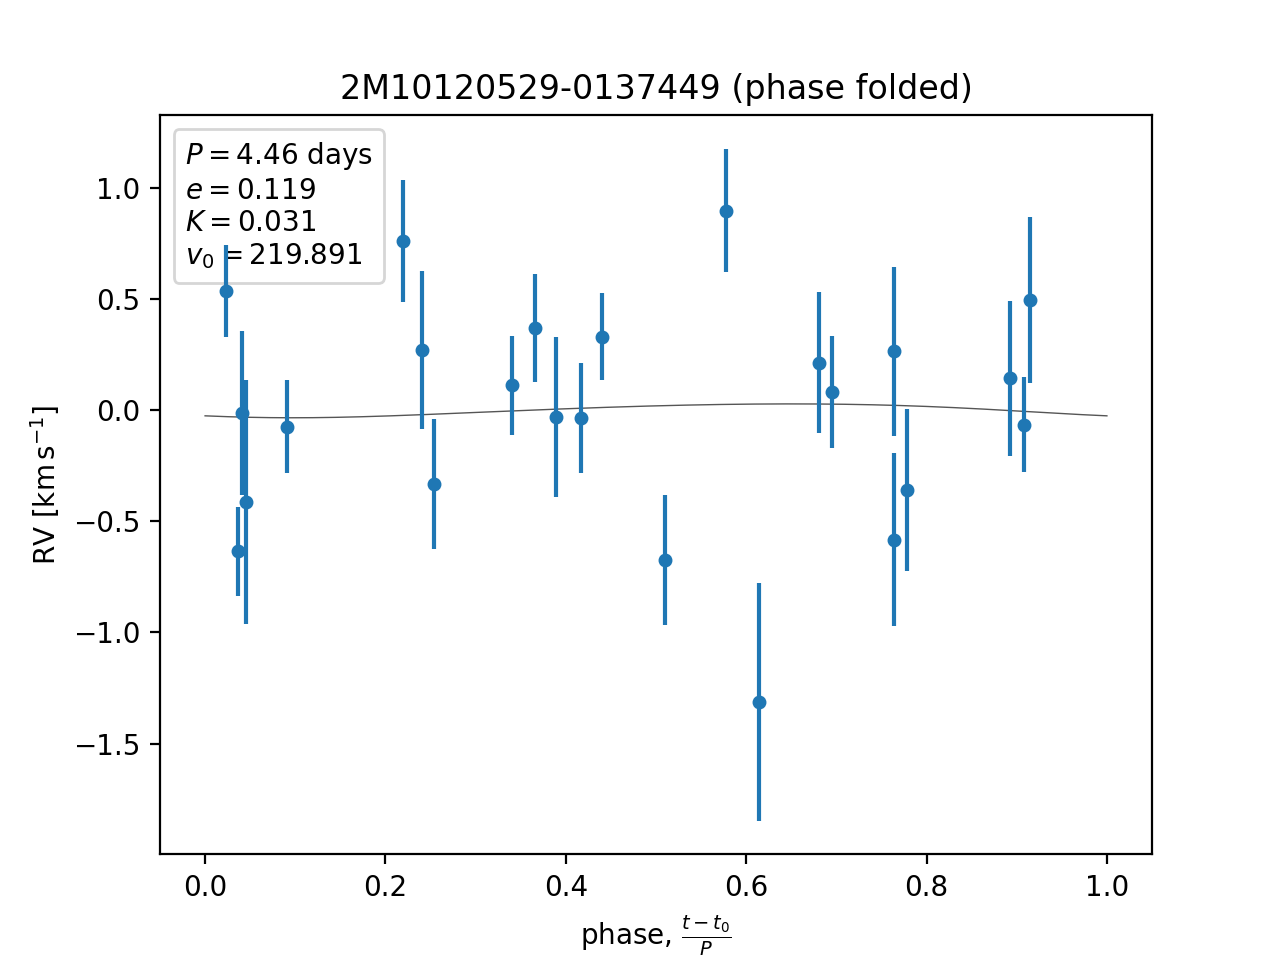 2M10120529-0137449 (phase folded)
P = 4.46 days
e = 0.119
K = 0.031
v₀ = 219.891
1.0
0.5
0.0
−0.5
−1.0
−1.5
RV [km s⁻¹]
0.0 0.2 0.4 0.6 0.8 1.0
phase, (t − t₀)/P